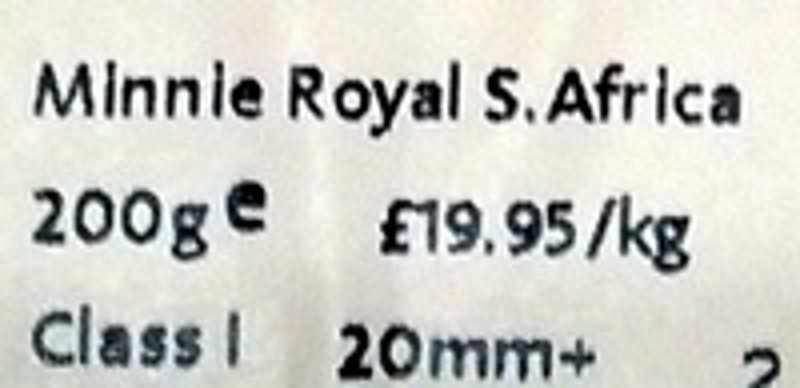 Minnie Royal S.Africa
200g e £19.95/kg
Class I 20mm+ 2